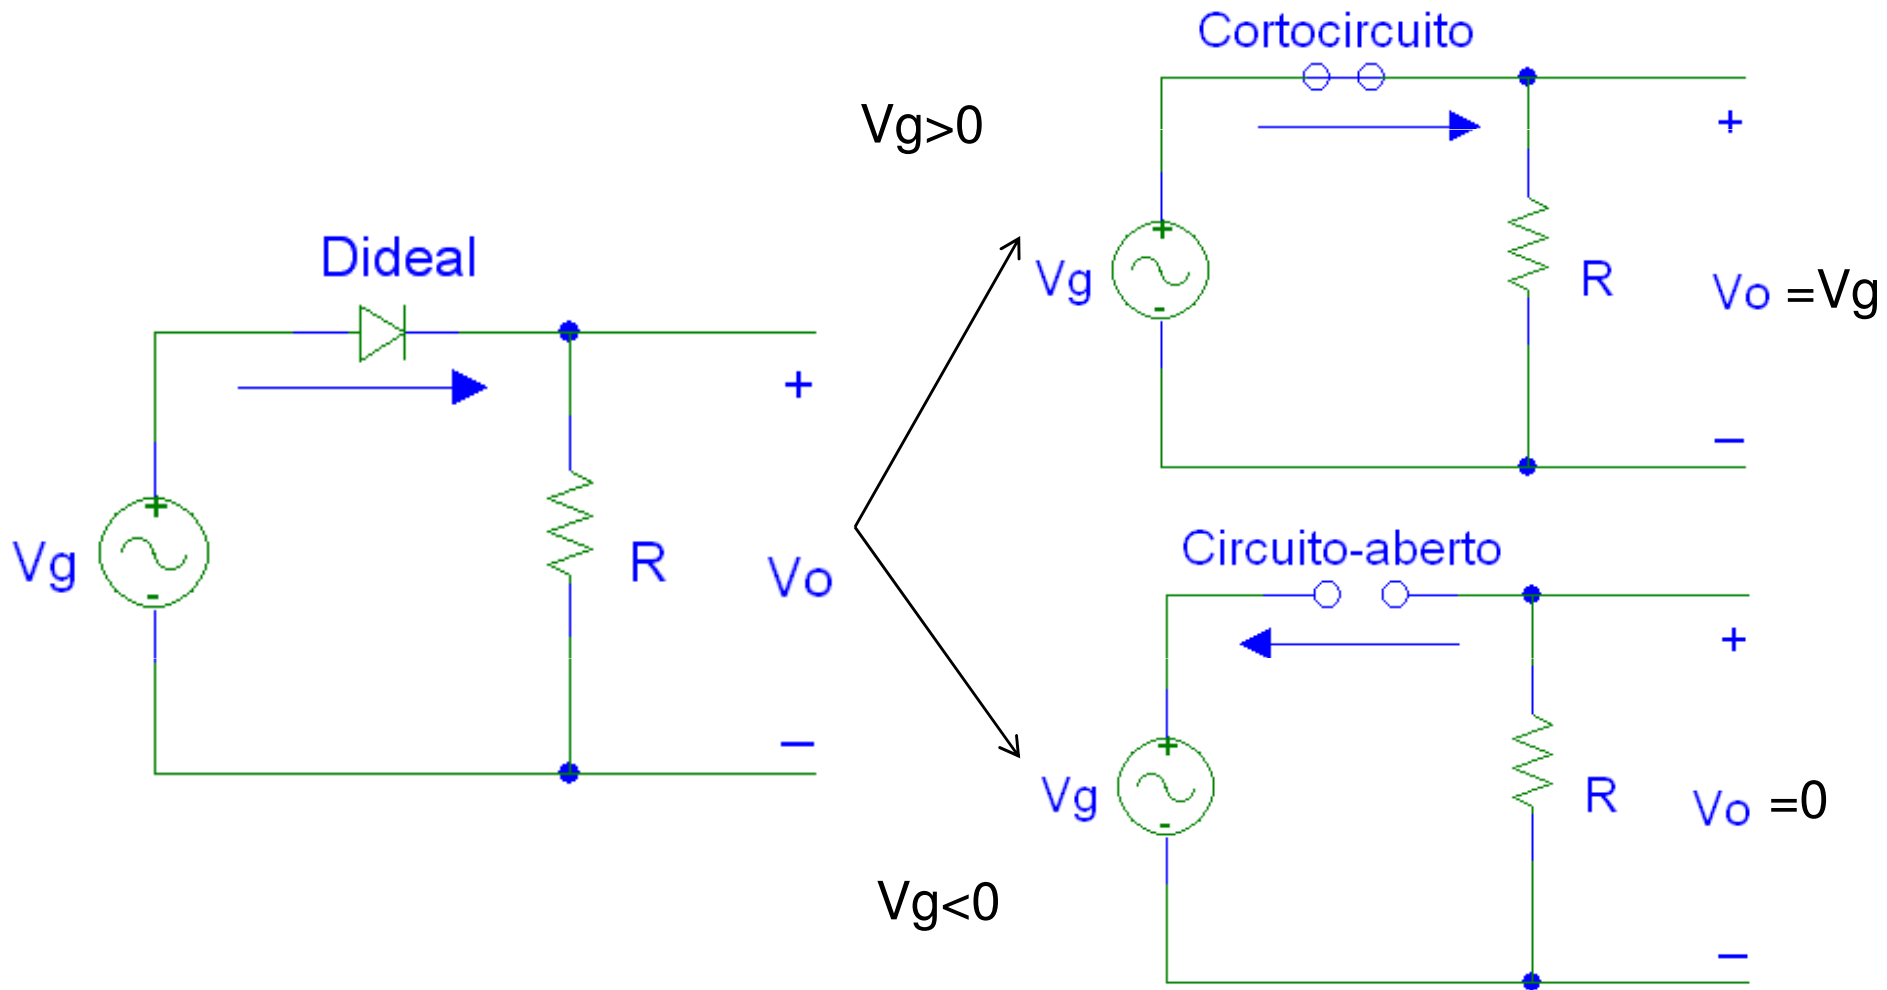 Dideal
+
-
Vg
R
+
Vo
–
Vg>0
Cortocircuito
+
-
Vg
R
+
Vo =Vg
–
Vg<0
Circuito-aberto
+
-
Vg
R
+
Vo =0
–